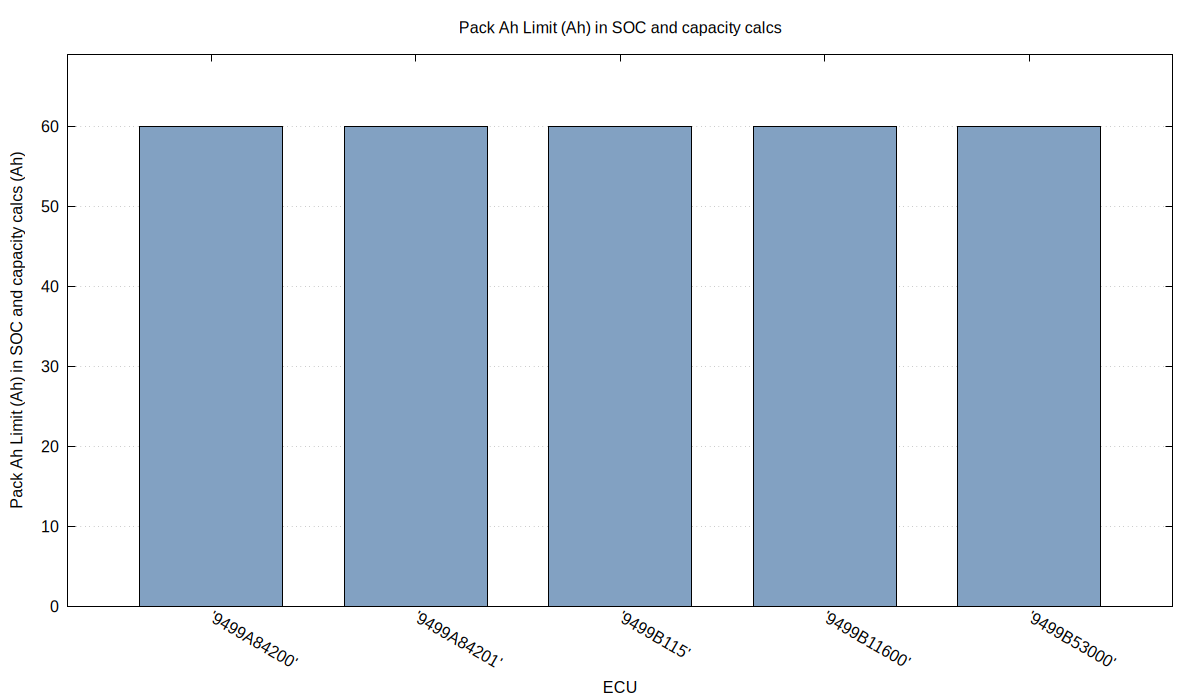 Pack Ah Limit (Ah) in SOC and capacity calcs
Pack Ah Limit (Ah) in SOC and capacity calcs (Ah)
60
50
40
30
20
10
0
'9499A84200'
'9499A84201'
'9499B115'
'9499B11600'
'9499B53000'
ECU